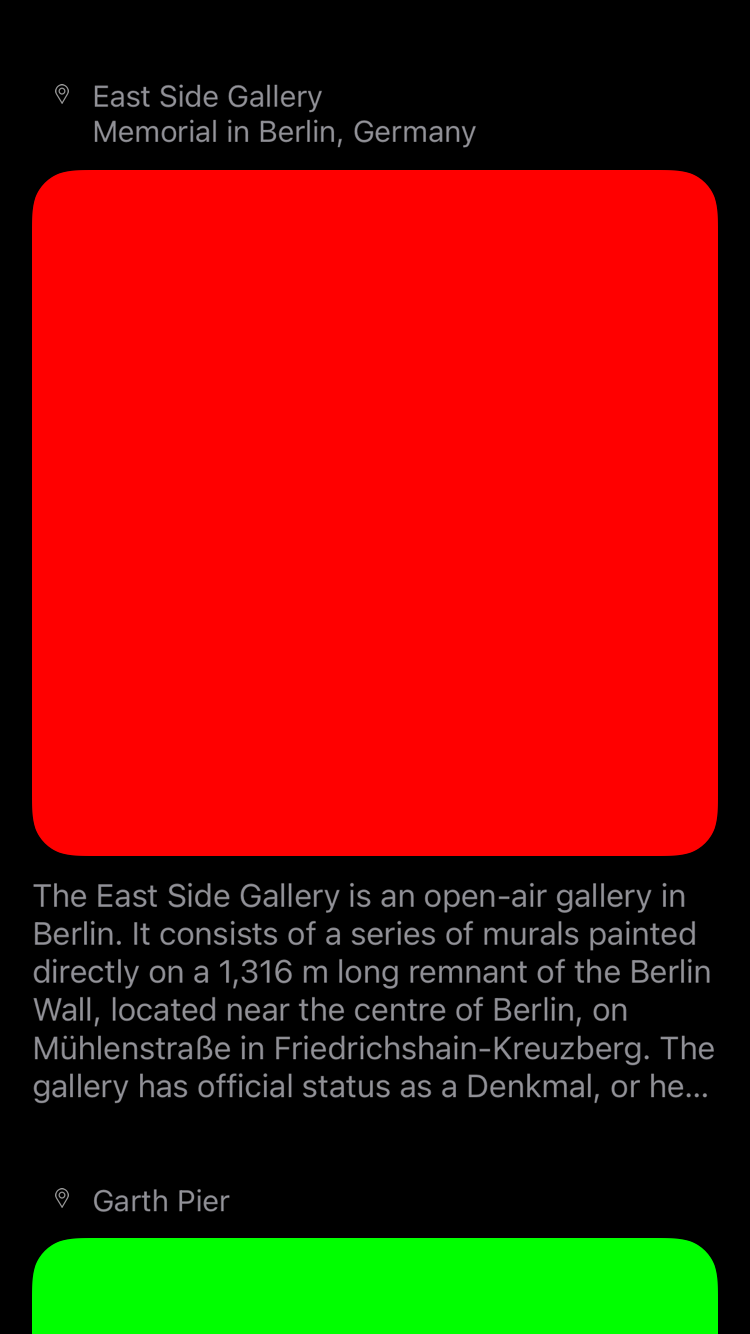 East Side Gallery
Memorial in Berlin, Germany
The East Side Gallery is an open-air gallery in
Berlin. It consists of a series of murals painted
directly on a 1,316 m long remnant of the Berlin
Wall, located near the centre of Berlin, on
Mühlenstraße in Friedrichshain-Kreuzberg. The
gallery has official status as a Denkmal, or he...
Garth Pier